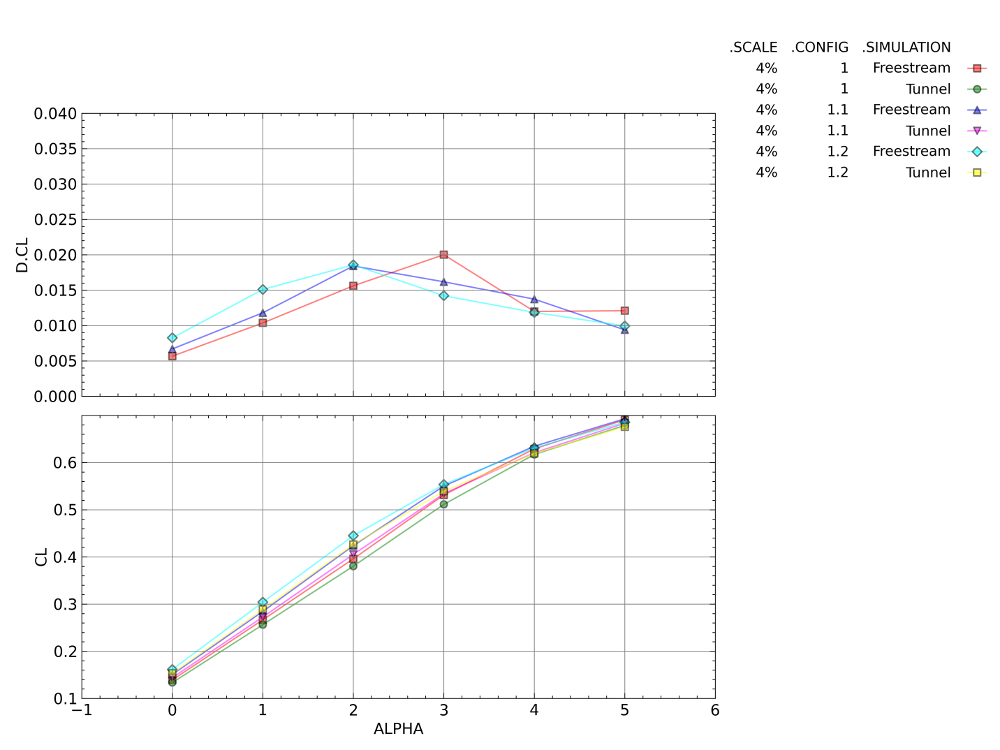 .SCALE .CONFIG .SIMULATION
4% 1 Freestream
4% 1 Tunnel
4% 1.1 Freestream
4% 1.1 Tunnel
4% 1.2 Freestream
4% 1.2 Tunnel
0.040
0.035
0.030
0.025
0.020
0.015
0.010
0.005
0.000
D.CL
0.6
0.5
0.4
0.3
0.2
0.1
CL
−1 0 1 2 3 4 5 6
ALPHA